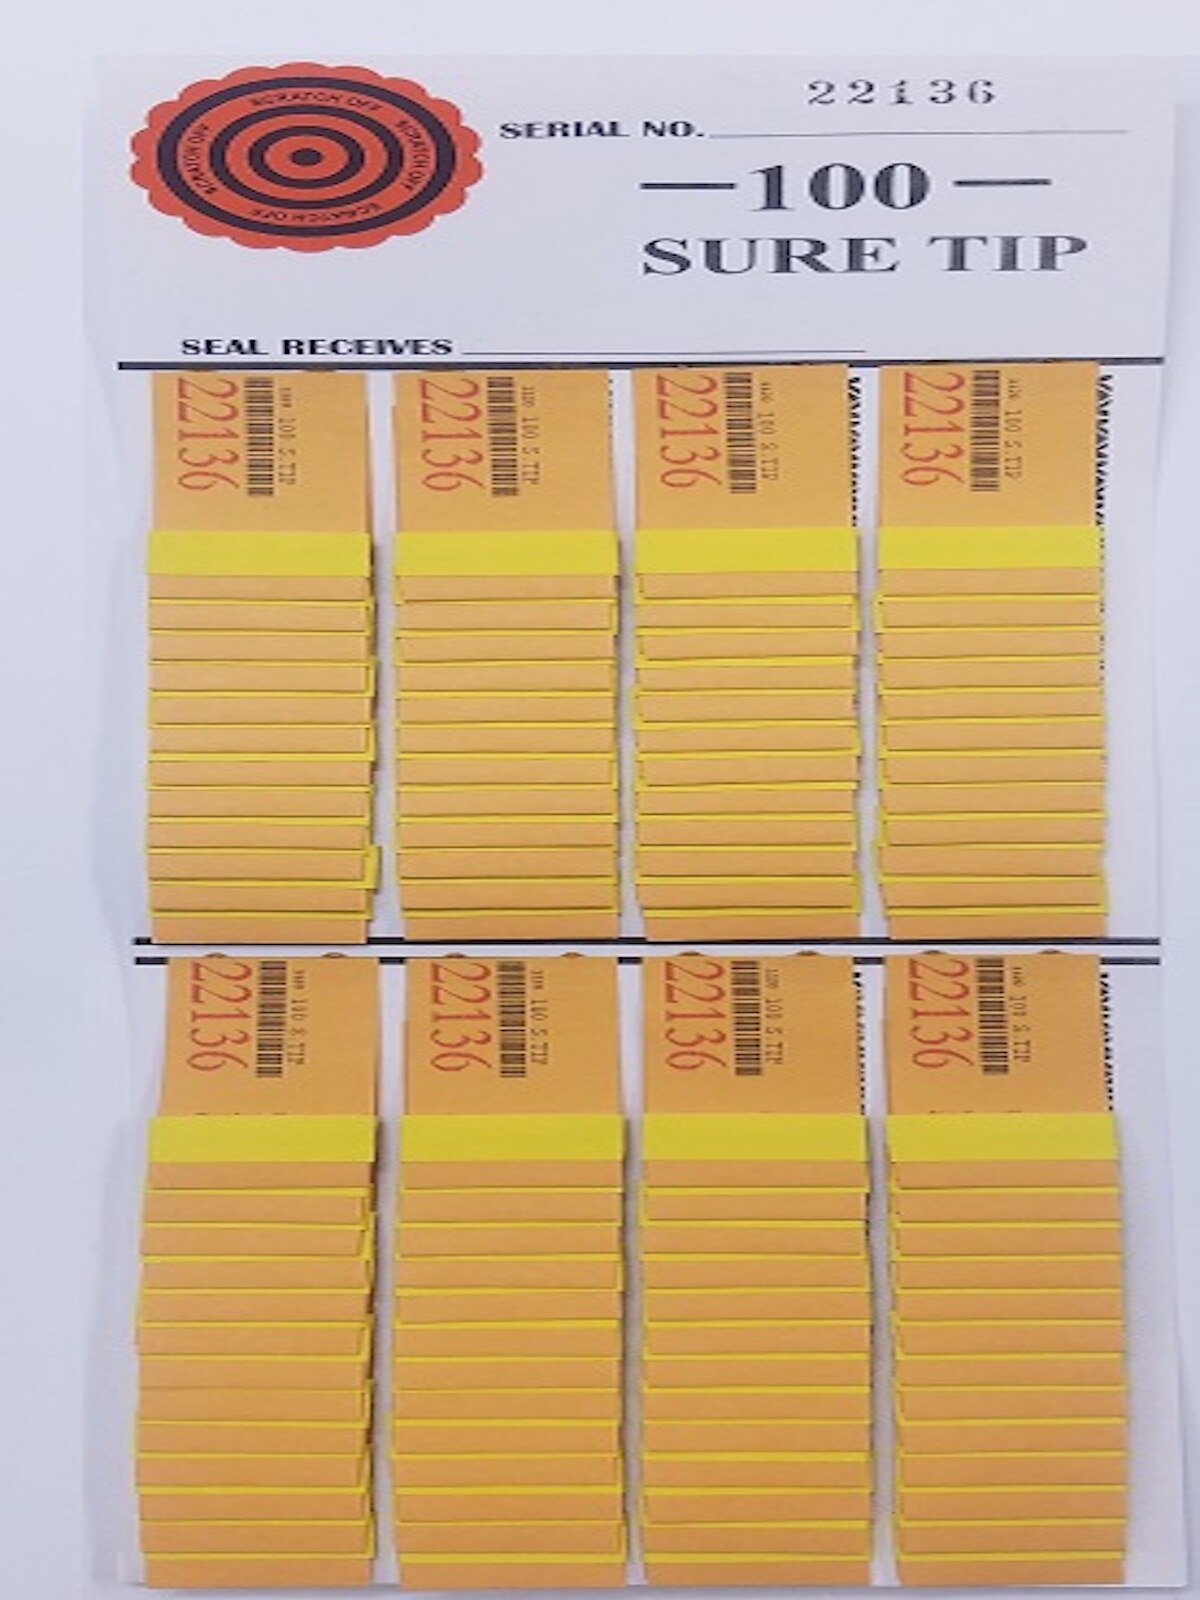 SCRATCH OFF SCRATCH OFF SCRATCH OFF SCRATCH OFF
22136
SERIAL NO.
—100—
SURE TIP
SEAL RECEIVES
22136 100 S.TIP
22136 100 S.TIP
22136 100 S.TIP
22136 100 S.TIP
22136 100 S.TIP
22136 100 S.TIP
22136 100 S.TIP
22136 100 S.TIP